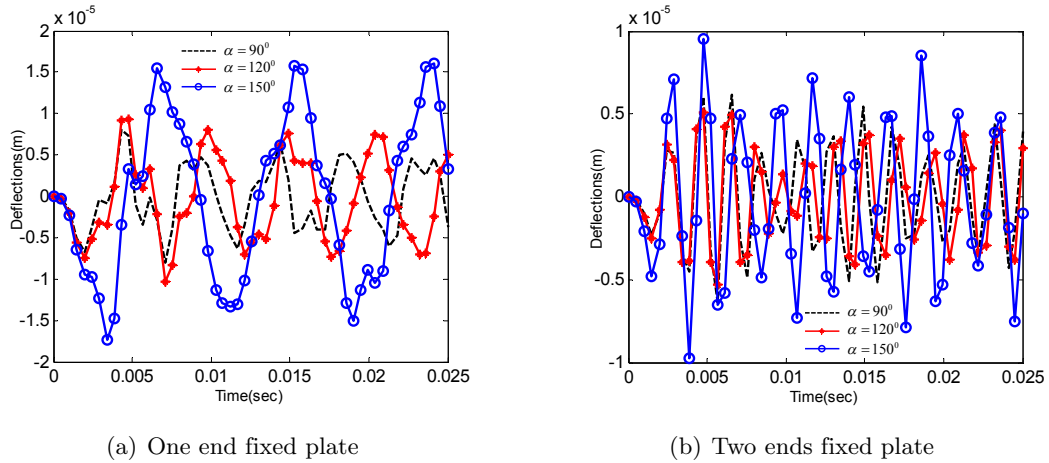 x 10⁻⁵
2
1.5
1
0.5
0
-0.5
-1
-1.5
-2
Deflections(m)
α = 90⁰
α = 120⁰
α = 150⁰
0 0.005 0.01 0.015 0.02 0.025
Time(sec)
(a) One end fixed plate
x 10⁻⁵
1
0.5
0
-0.5
-1
Deflections(m)
α = 90⁰
α = 120⁰
α = 150⁰
0 0.005 0.01 0.015 0.02 0.025
Time(sec)
(b) Two ends fixed plate